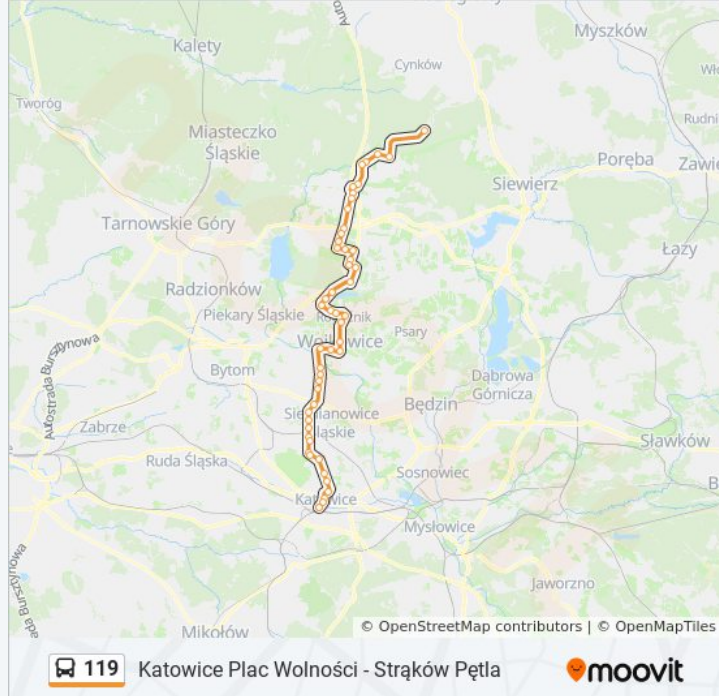 Myszków
Kalety
Cynków
Tworóg
Miasteczko
Śląskie
Poręba
Siewierz
Tarnowskie Góry
Łazy
Radzionków
Piekary Śląskie
Wojkowice
Psary
Bytom
Dąbrowa
Górnicza
Będzin
Siemianowice
Śląskie
Zabrze
Sławków
Ruda Śląska
Sosnowiec
Katowice
Mysłowice
Jaworzno
Mikołów
© OpenStreetMap contributors | © OpenMapTiles
119 Katowice Plac Wolności - Strąków Pętla
moovit